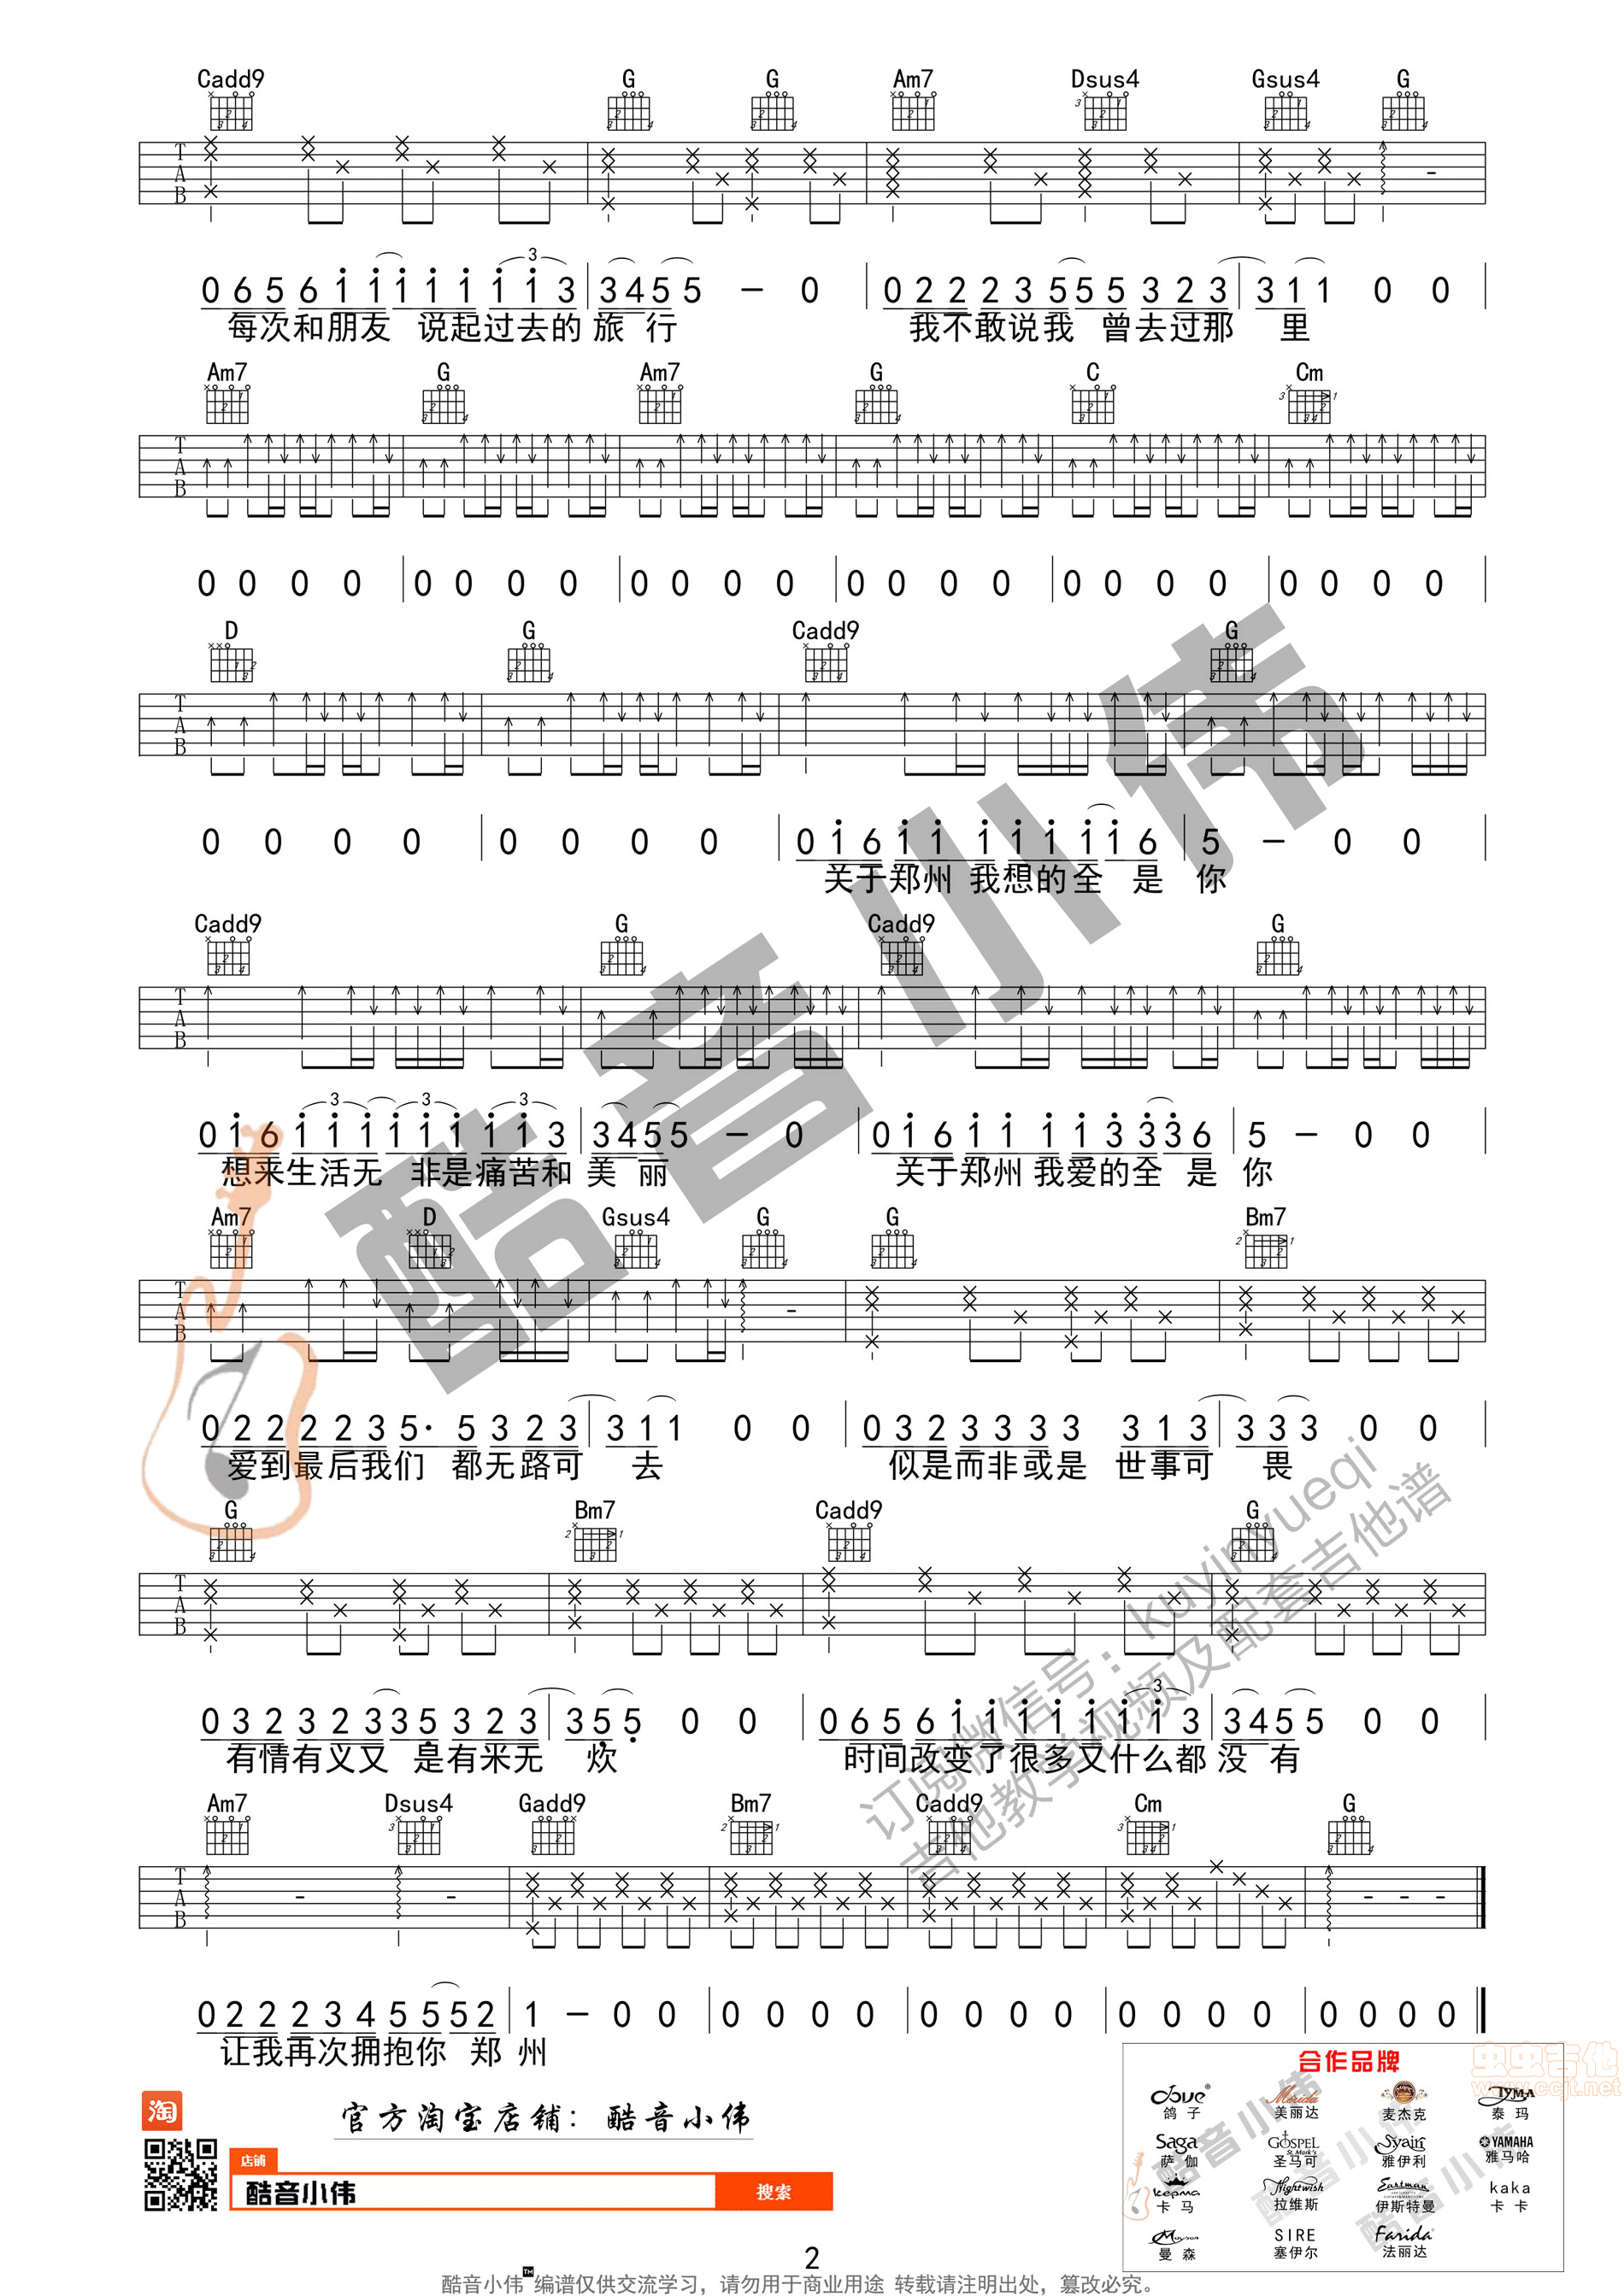 Cadd9 G G Am7 Dsus4 Gsus4 G
0 6 5 6 1 1 1 1 1 1 1 3 3 4 5 5 - 0 0 2 2 2 3 5 5 5 3 2 3 3 1 1 0 0
每次和朋友 说起过去的 旅 行 我不敢说我 曾去过那 里
Am7 G Am7 G C Cm
0 0 0 0 0 0 0 0 0 0 0 0 0 0 0 0 0 0 0 0 0 0 0 0
D G Cadd9 G
0 0 0 0 0 0 0 0 0 1 6 1 1 1 1 1 1 1 6 5 - 0 0
关于郑州 我想的全 是 你
Cadd9 G Cadd9 G
0 1 6 1 1 1 1 1 1 1 1 3 3 4 5 5 - 0 0 1 6 1 1 1 1 3 3 3 6 5 - 0 0
想来生活无 非是痛苦和 美 丽 关于郑州 我爱的全 是 你
Am7 D Gsus4 G G Bm7
0 2 2 2 2 3 5· 5 3 2 3 3 1 1 0 0 0 3 2 3 3 3 3 3 1 3 3 3 3 0 0
爱到最后我们 都无路可 去 似是而非或是 世事可 畏
G Bm7 Cadd9 G
0 3 2 3 2 3 3 5 3 2 3 3 5 5 0 0 0 6 5 6 1 1 1 1 1 1 1 3 3 4 5 5 0 0
有情有义又 是有米无 炊 时间改变了很多又什么都 没 有
Am7 Dsus4 Gadd9 Bm7 Cadd9 Cm G
0 2 2 2 3 4 5 5 5 2 1 - 0 0 0 0 0 0 0 0 0 0 0 0 0 0 0 0 0 0
让我再次拥抱你 郑 州
酷音小伟
订阅微信号：kuyinyueqi
吉他教学视频及配套吉他谱
淘
官方淘宝店铺：酷音小伟
店铺
酷音小伟 搜索
合作品牌
Dove Merida TYMA
鸽 子 美丽达 麦杰克 泰 玛
Saga GOSPEL St.Mark's Syairi YAMAHA
萨 伽 圣马可 雅伊利 雅马哈
Kepma Nightwish Eastman kaka
卡 马 拉维斯 伊斯特曼 卡 卡
Mayson SIRE Farida
曼 森 塞伊尔 法丽达
虫虫吉他
www.ccjt.net
2
酷音小伟™ 编谱仅供交流学习，请勿用于商业用途 转载请注明出处，篡改必究。